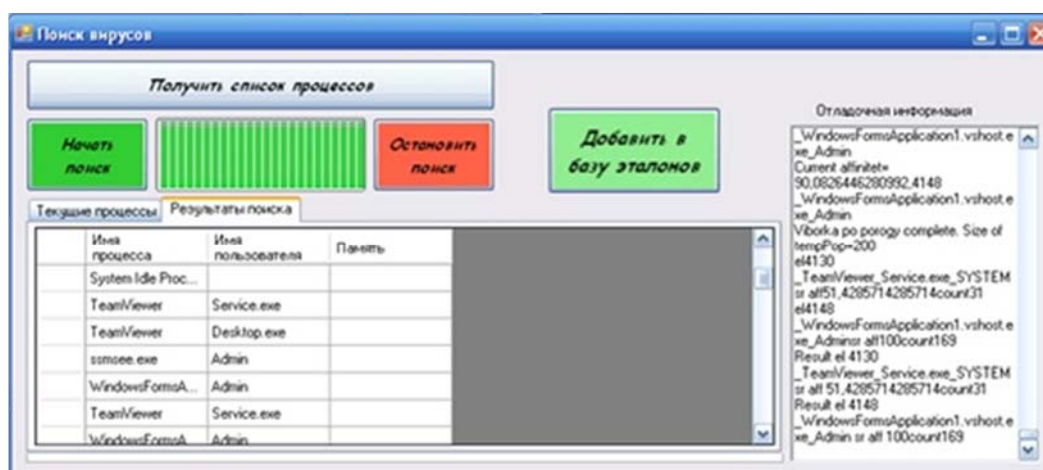 Поиск вирусов
Получить список процессов
Начать
поиск
Остановить
поиск
Добавить в
базу эталонов
Текущие процессы
Результаты поиска
Имя
процесса
Имя
пользователя
Память
System Idle Proc...
TeamViewer
Service.exe
TeamViewer
Desktop.exe
ssmsee.exe
Admin
WindowsFormsA...
Admin
TeamViewer
Service.exe
WindowsFormsA
Admin
Отладочная информация
_WindowsFormsApplication1.vshost.e
xe_Admin
Current affinitet=
90,0826446280992,4148
_WindowsFormsApplication1.vshost.e
xe_Admin
Viborka po porogy complete. Size of
tempPop=200
el4130
_TeamViewer_Service.exe_SYSTEM
sr aff51,4285714285714count31
el4148
_WindowsFormsApplication1.vshost.e
xe_Adminsr aff100count169
Result el 4130
_TeamViewer_Service.exe_SYSTEM
sr aff 51,4285714285714count31
Result el 4148
_WindowsFormsApplication1.vshost.e
xe_Admin sr aff 100count169